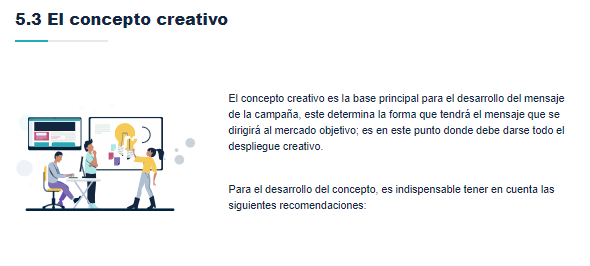 5.3 El concepto creativo
El concepto creativo es la base principal para el desarrollo del mensaje
de la campaña, este determina la forma que tendrá el mensaje que se
dirigirá al mercado objetivo; es en este punto donde debe darse todo el
despliegue creativo.
Para el desarrollo del concepto, es indispensable tener en cuenta las
siguientes recomendaciones: